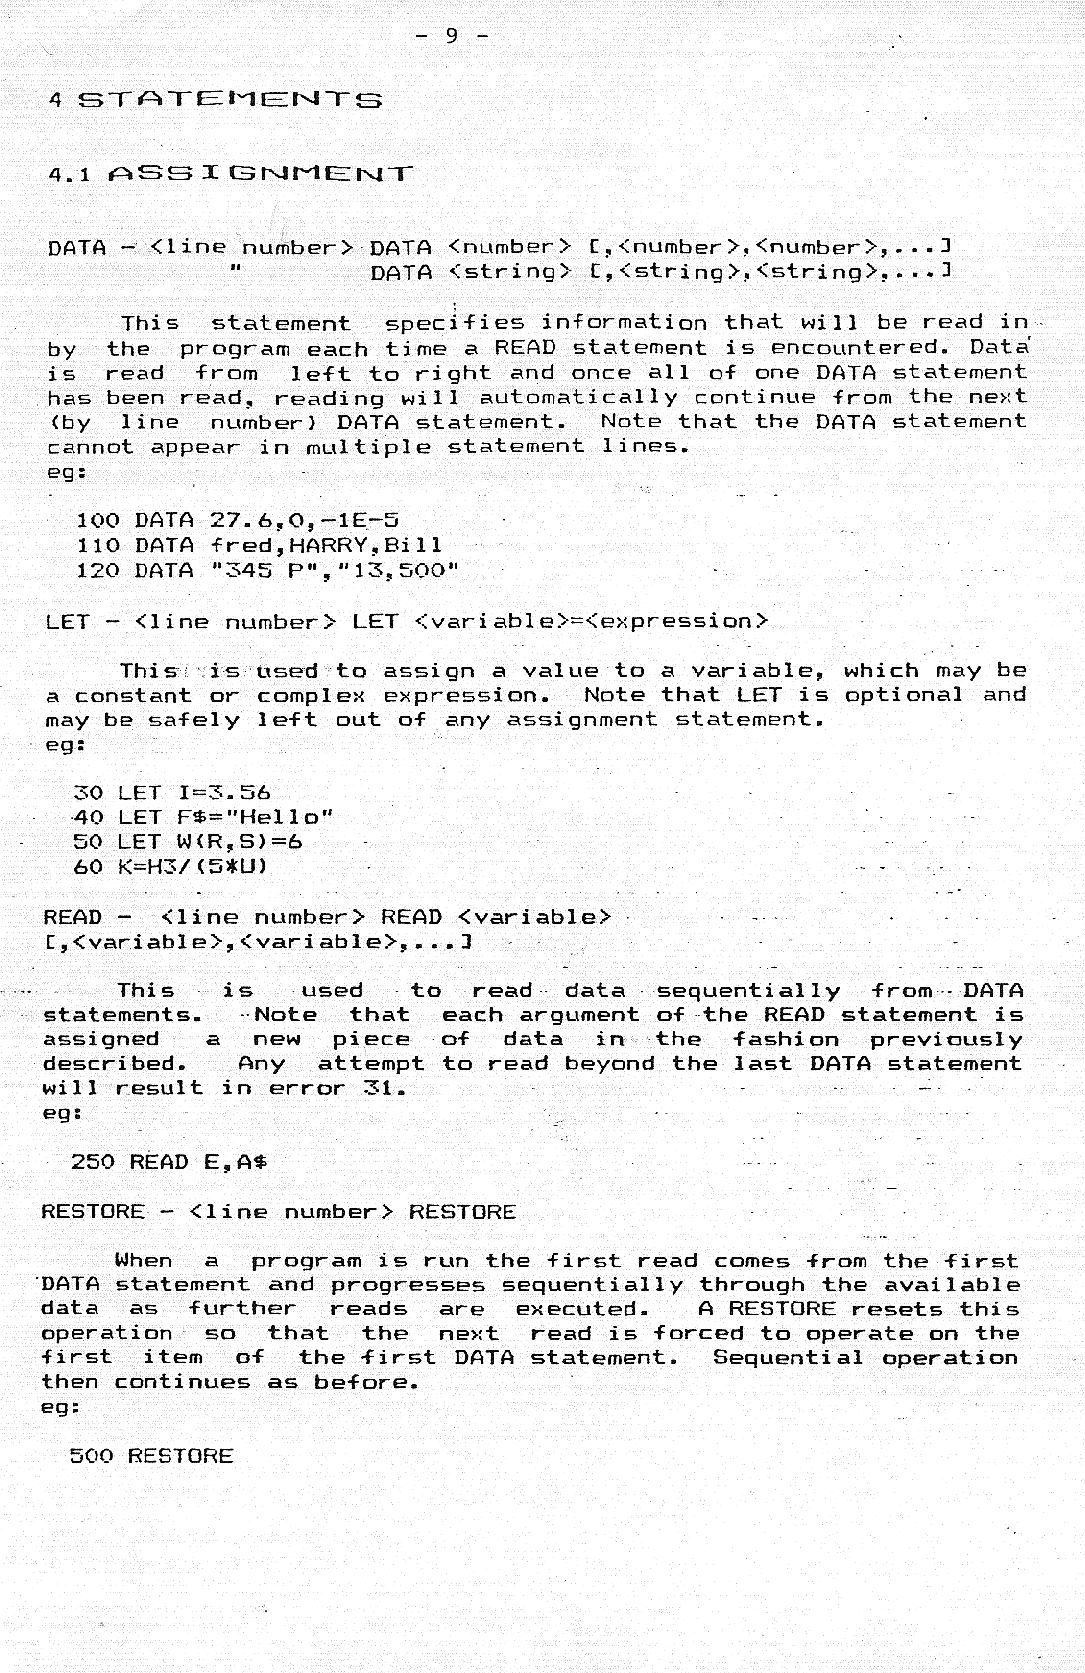 - 9 -
4 STATEMENTS
4.1 ASSIGNMENT
DATA - <line number> DATA <number> [,<number>,<number>,...]
" DATA <string> [,<string>,<string>,...]
This statement specifies information that will be read in
by the program each time a READ statement is encountered. Data
is read from left to right and once all of one DATA statement
has been read, reading will automatically continue from the next
(by line number) DATA statement. Note that the DATA statement
cannot appear in multiple statement lines.
eg:
100 DATA 27.6,0,-1E-5
110 DATA fred,HARRY,Bill
120 DATA "345 P","13,500"
LET - <line number> LET <variable>=<expression>
This is used to assign a value to a variable, which may be
a constant or complex expression. Note that LET is optional and
may be safely left out of any assignment statement.
eg:
30 LET I=3.56
40 LET F$="Hello"
50 LET W(R,S)=6
60 K=H3/(5*U)
READ - <line number> READ <variable>
[,<variable>,<variable>,...]
This is used to read data sequentially from DATA
statements. Note that each argument of the READ statement is
assigned a new piece of data in the fashion previously
described. Any attempt to read beyond the last DATA statement
will result in error 31.
eg:
250 READ E,A$
RESTORE - <line number> RESTORE
When a program is run the first read comes from the first
DATA statement and progresses sequentially through the available
data as further reads are executed. A RESTORE resets this
operation so that the next read is forced to operate on the
first item of the first DATA statement. Sequential operation
then continues as before.
eg:
500 RESTORE